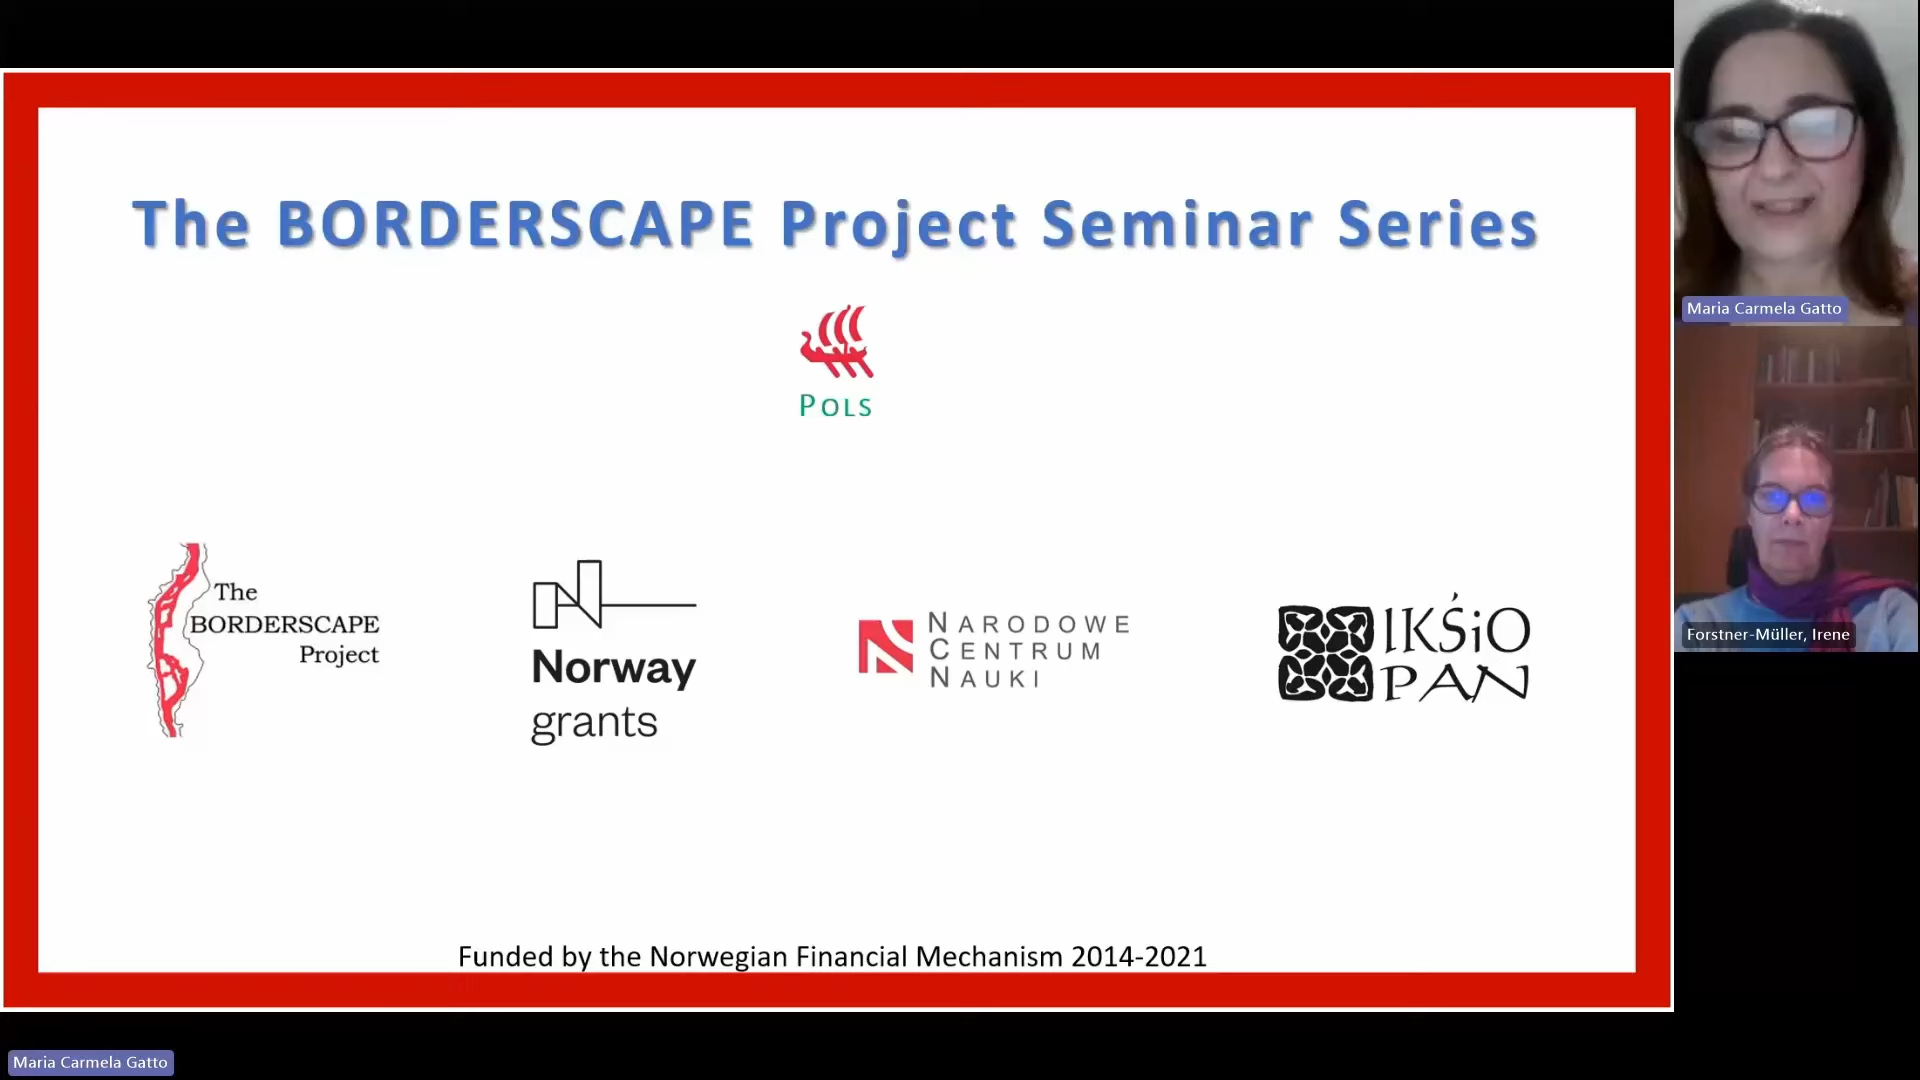 The BORDERSCAPE Project Seminar Series
POLS
The
BORDERSCAPE
Project
Norway
grants
NARODOWE
CENTRUM
NAUKI
IKŚiO
PAN
Funded by the Norwegian Financial Mechanism 2014-2021
Maria Carmela Gatto
Forstner-Müller, Irene
Maria Carmela Gatto